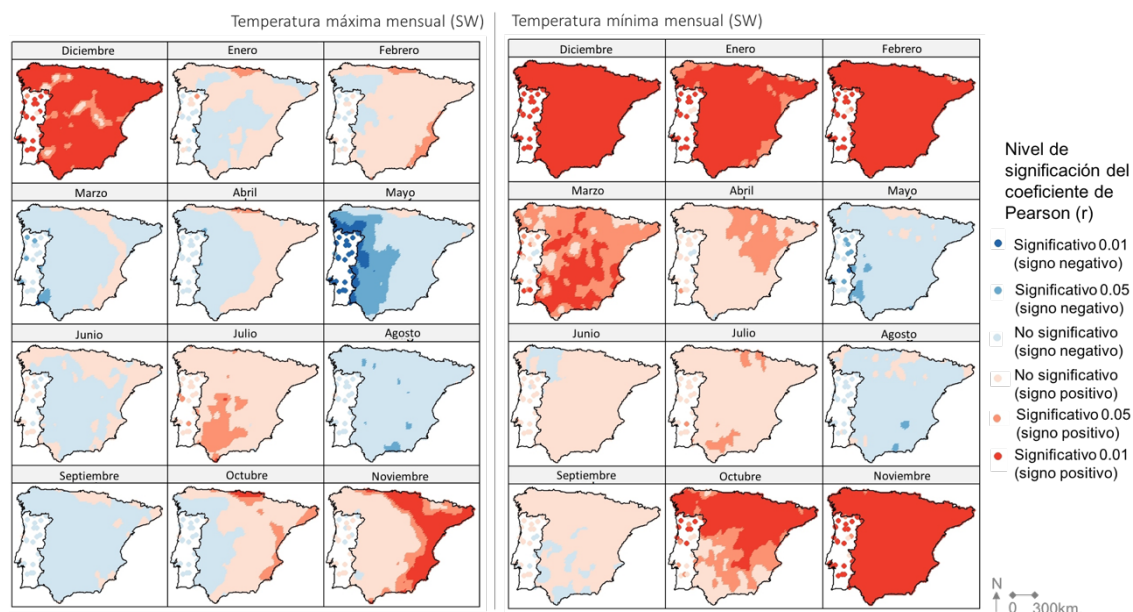 Temperatura máxima mensual (SW)
Diciembre
Enero
Febrero
Marzo
Abril
Mayo
Junio
Julio
Agosto
Septiembre
Octubre
Noviembre
Temperatura mínima mensual (SW)
Diciembre
Enero
Febrero
Marzo
Abril
Mayo
Junio
Julio
Agosto
Septiembre
Octubre
Noviembre
Nivel de
significación del
coeficiente de
Pearson (r)
Significativo 0.01
(signo negativo)
Significativo 0.05
(signo negativo)
No significativo
(signo negativo)
No significativo
(signo positivo)
Significativo 0.05
(signo positivo)
Significativo 0.01
(signo positivo)
N
0 300km